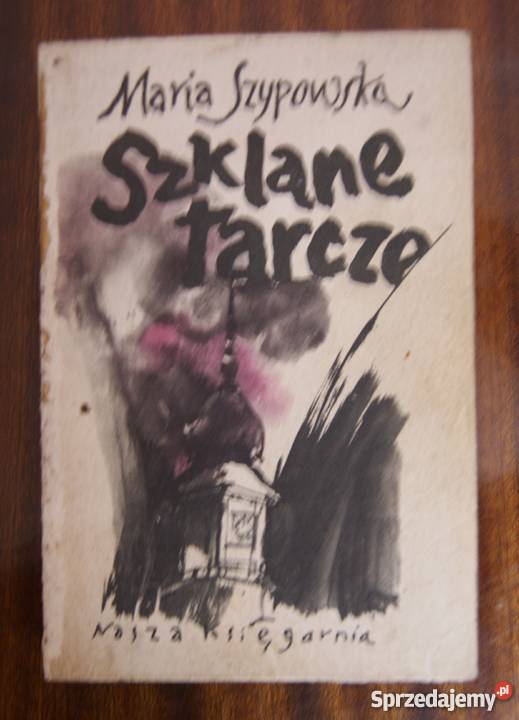 Maria Szypowska
Szklane
tarcze
Nasza Księgarnia
Sprzedajemy.pl